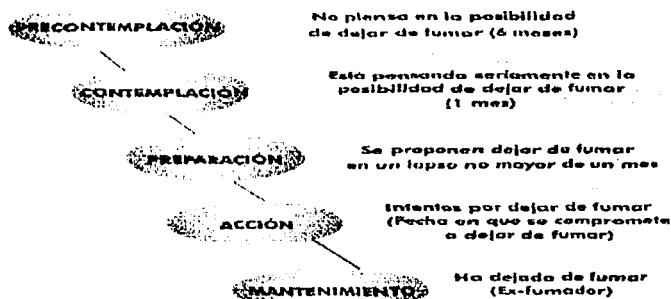 PRECONTEMPLACIÓN
No piensa en la posibilidad
de dejar de fumar (6 meses)
CONTEMPLACIÓN
Está pensando seriamente en la
posibilidad de dejar de fumar
(1 mes)
PREPARACIÓN
Se proponen dejar de fumar
en un lapso no mayor de un mes
ACCIÓN
Intentos por dejar de fumar
(Fecha en que se compromete
a dejar de fumar)
MANTENIMIENTO
Ha dejado de fumar
(Ex-fumador)